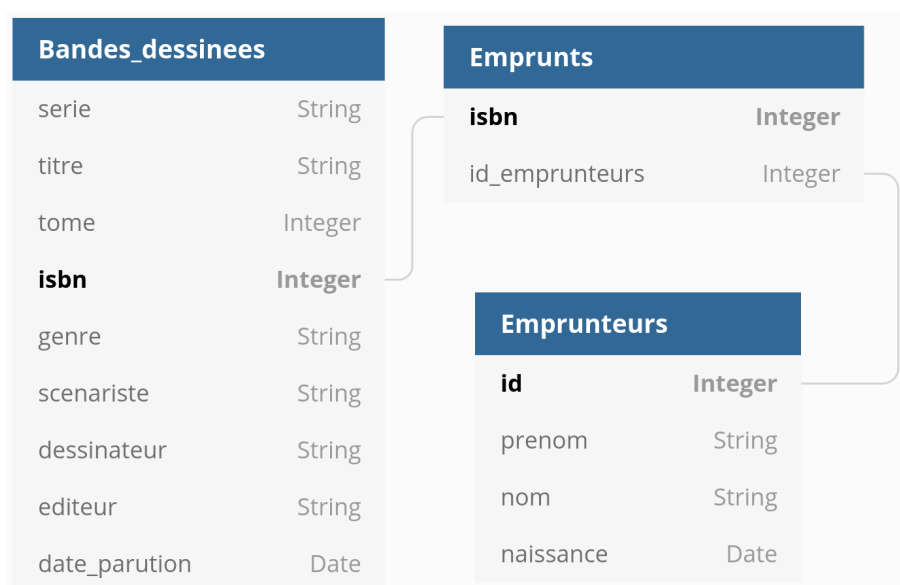 Bandes_dessinees
serie String
titre String
tome Integer
isbn Integer
genre String
scenariste String
dessinateur String
editeur String
date_parution Date
Emprunts
isbn Integer
id_emprunteurs Integer
Emprunteurs
id Integer
prenom String
nom String
naissance Date